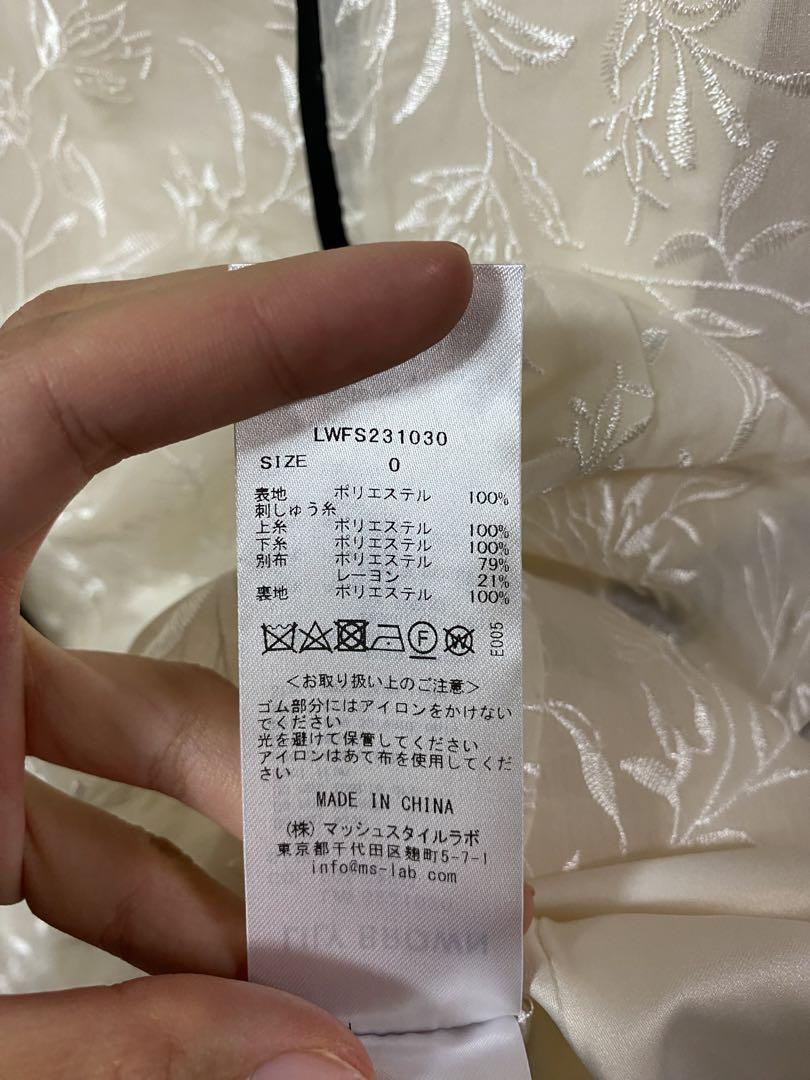 LWFS231030
SIZE 0
表地 ポリエステル 100%
刺しゅう糸
上糸 ポリエステル 100%
下糸 ポリエステル 100%
別布 ポリエステル 79%
レーヨン 21%
裏地 ポリエステル 100%
F W E005
<お取り扱い上のご注意>
ゴム部分にはアイロンをかけない
でください
光を避けて保管してください
アイロンはあて布を使用してくだ
さい
MADE IN CHINA
(株)マッシュスタイルラボ
東京都千代田区麹町5-7-1
info@ms-lab.com
LILY BROWN